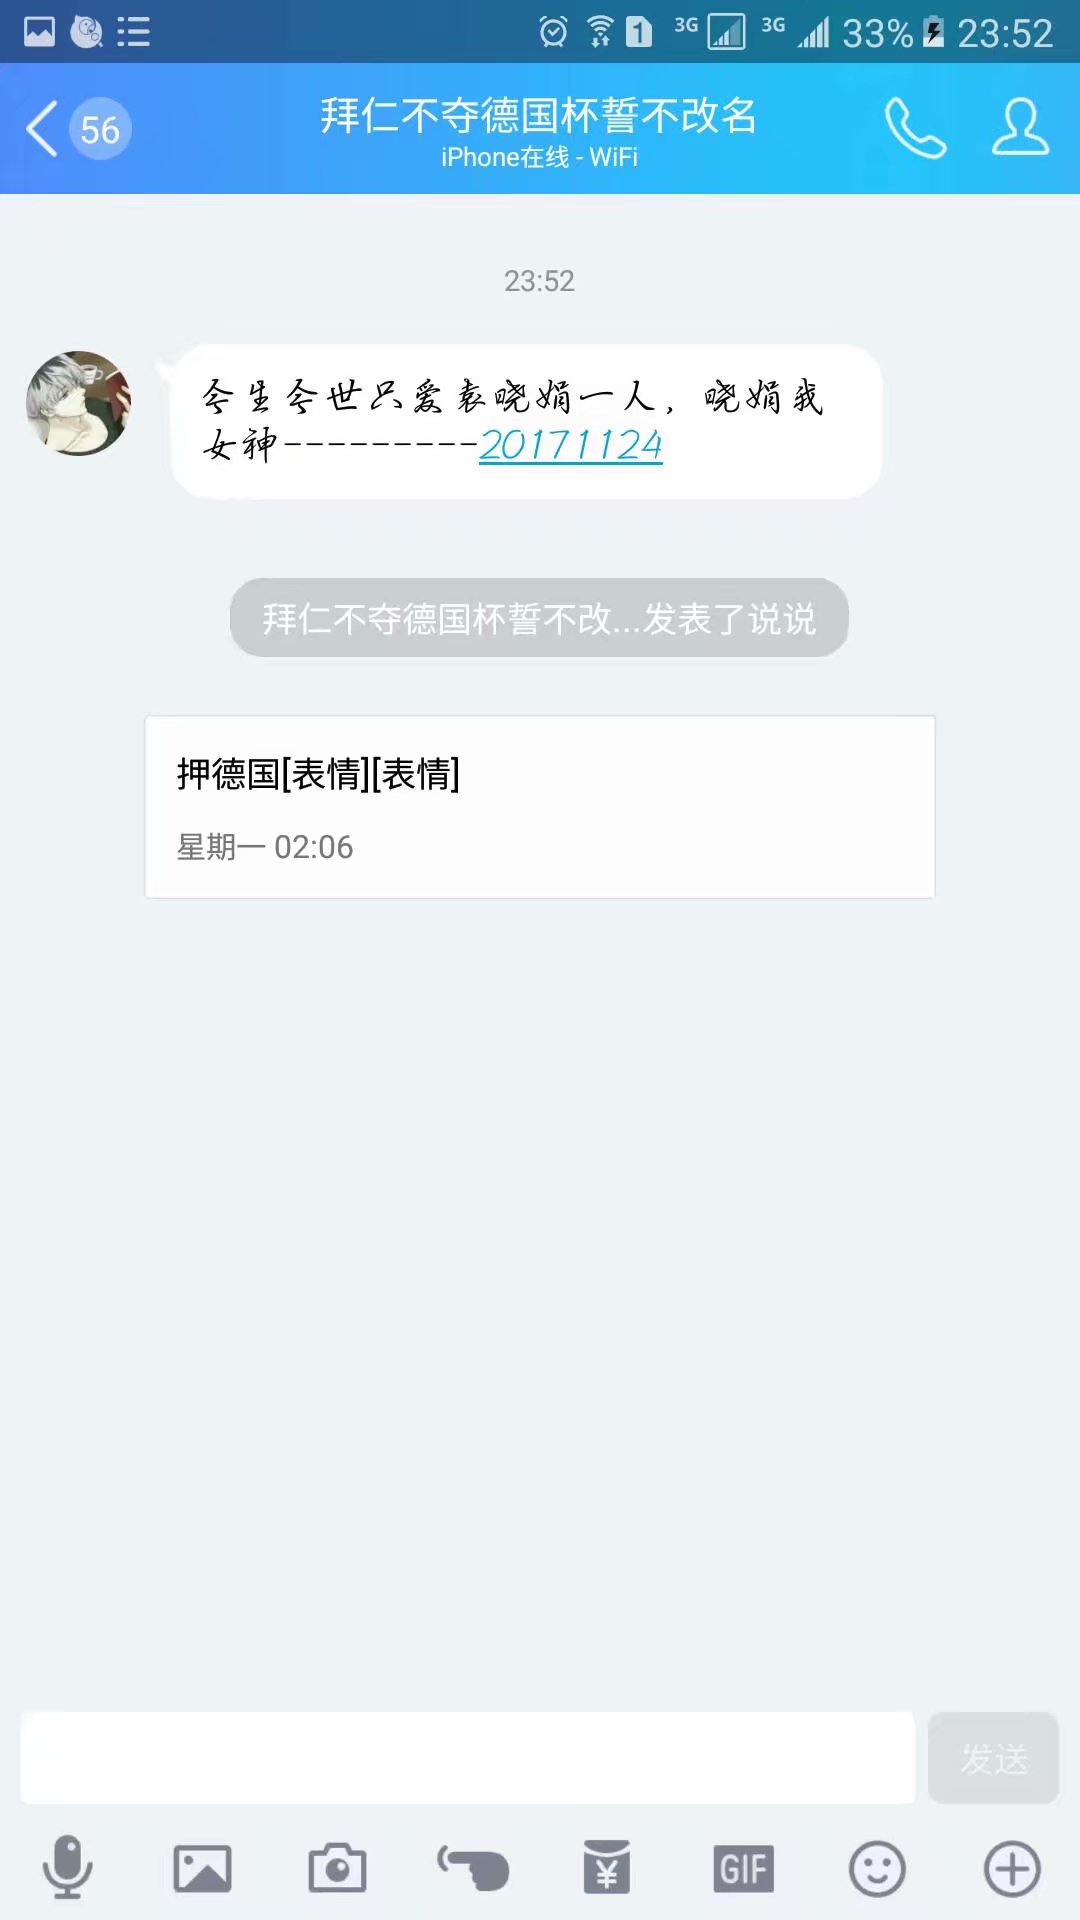 3G 3G 33% 23:52
56
拜仁不夺德国杯誓不改名
iPhone在线 - WiFi
23:52
今生今世只爱袁晓娟一人，晓娟我
女神---------20171124
拜仁不夺德国杯誓不改...发表了说说
押德国[表情][表情]
星期一 02:06
发送
GIF